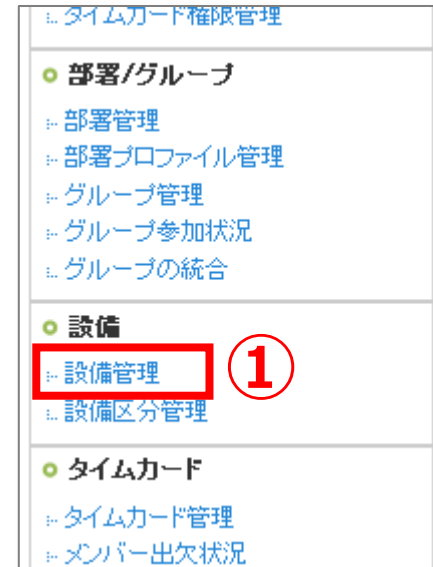 タイムカード権限管理
部署/グループ
部署管理
部署プロファイル管理
グループ管理
グループ参加状況
グループの統合
設備
設備管理 ①
設備区分管理
タイムカード
タイムカード管理
メンバー出欠状況